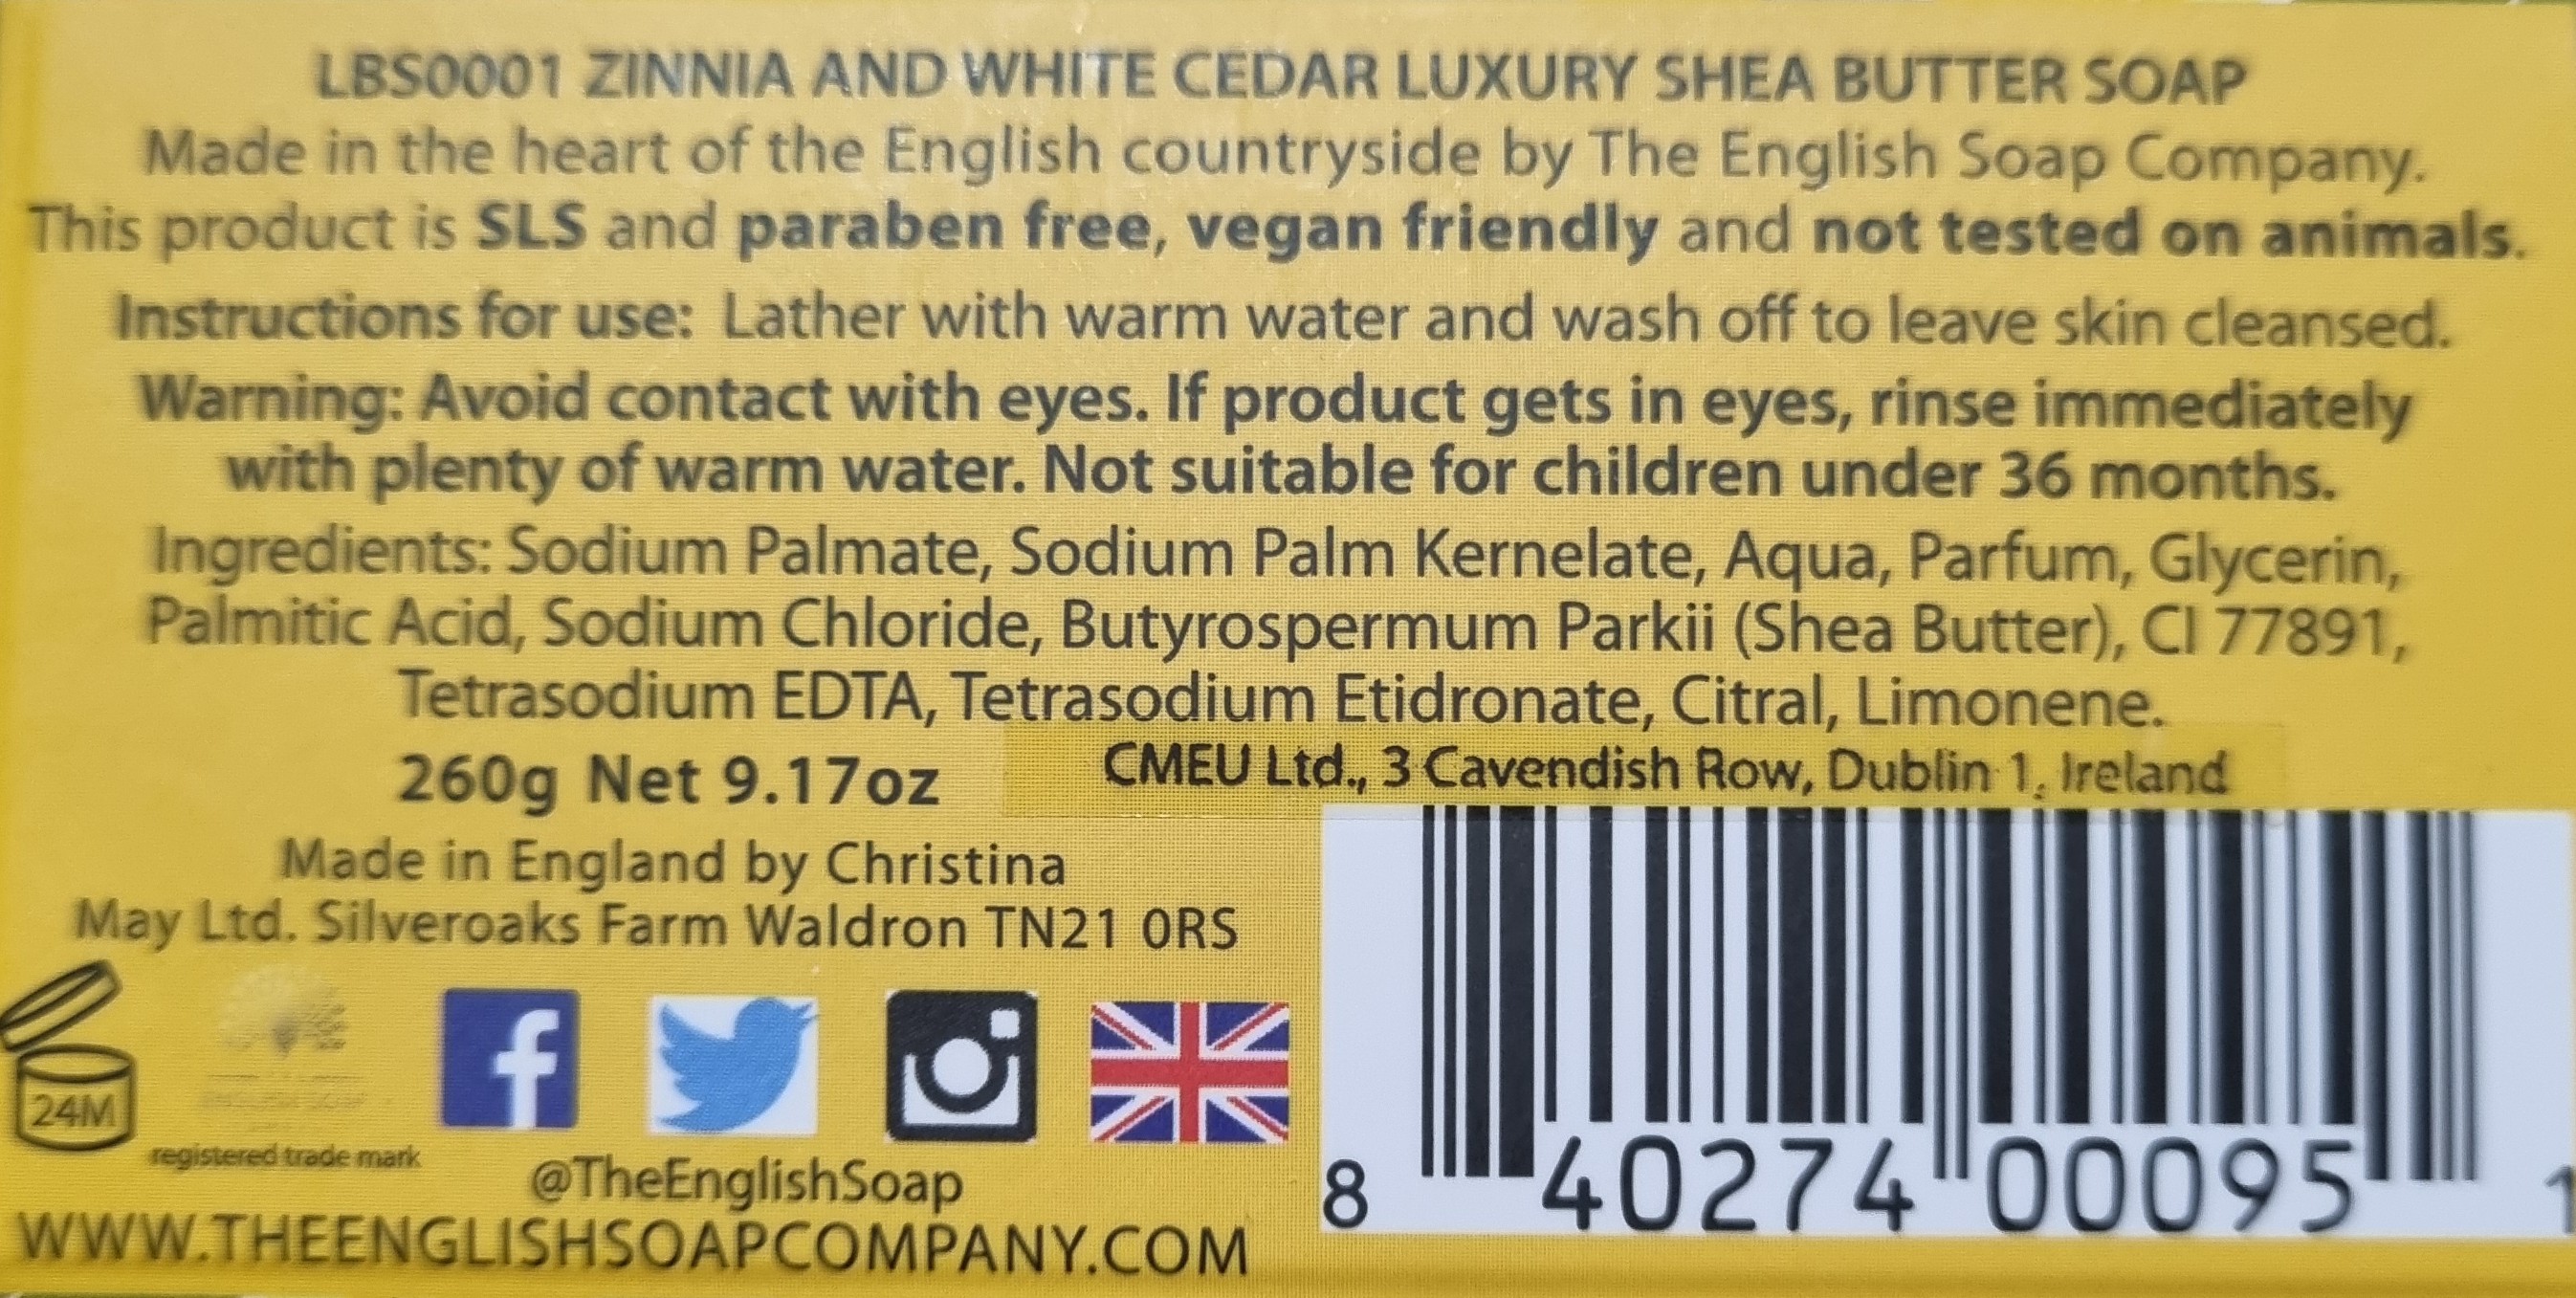 LBS0001 ZINNIA AND WHITE CEDAR LUXURY SHEA BUTTER SOAP
Made in the heart of the English countryside by The English Soap Company.
This product is SLS and paraben free, vegan friendly and not tested on animals.
Instructions for use: Lather with warm water and wash off to leave skin cleansed.
Warning: Avoid contact with eyes. If product gets in eyes, rinse immediately
with plenty of warm water. Not suitable for children under 36 months.
Ingredients: Sodium Palmate, Sodium Palm Kernelate, Aqua, Parfum, Glycerin,
Palmitic Acid, Sodium Chloride, Butyrospermum Parkii (Shea Butter), CI 77891,
Tetrasodium EDTA, Tetrasodium Etidronate, Citral, Limonene.
260g Net 9.17oz
CMEU Ltd., 3 Cavendish Row, Dublin 1, Ireland
Made in England by Christina
May Ltd. Silveroaks Farm Waldron TN21 0RS
24M
registered trade mark
@TheEnglishSoap
WWW.THEENGLISHSOAPCOMPANY.COM
8 40274 00095 1